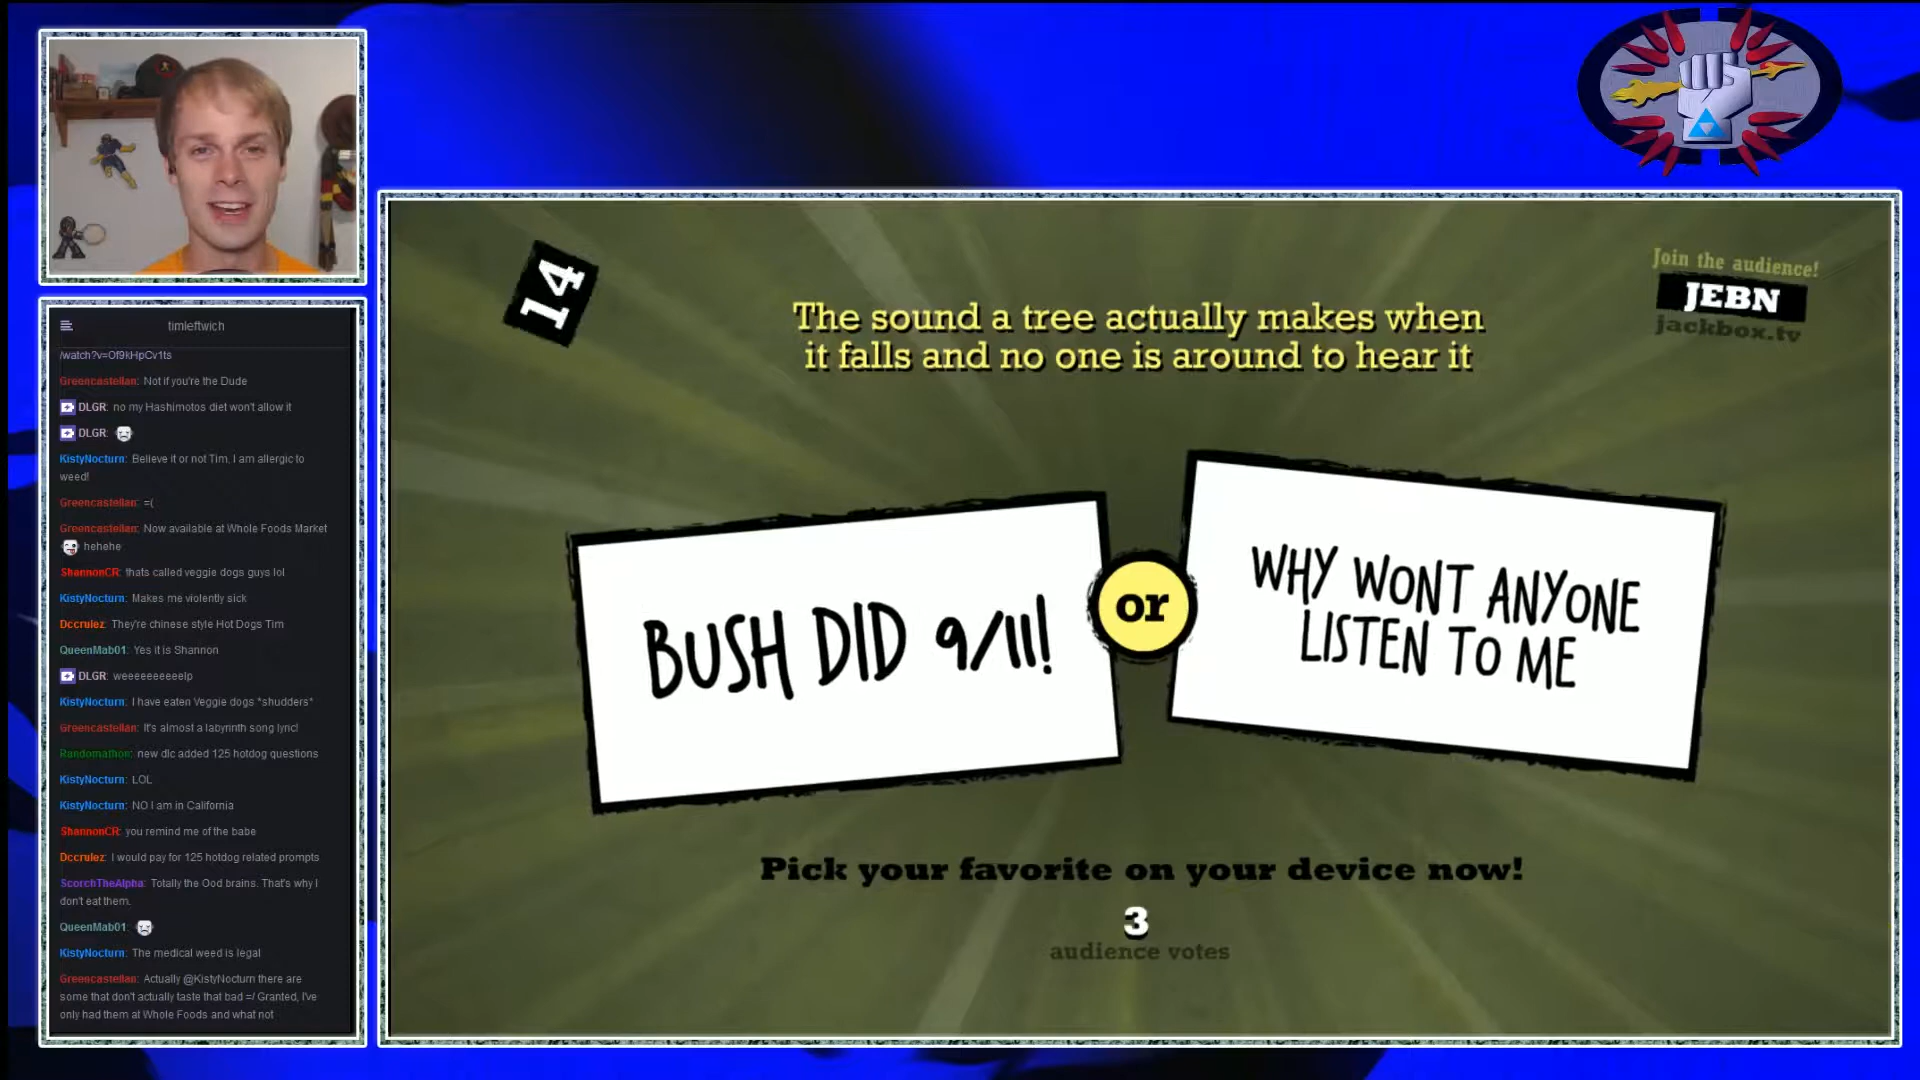 timleftwich
/watch?v=Of9kHpCv1ts
Greencastellan: Not if you're the Dude
DLGR: no my Hashimotos diet won't allow it
DLGR:
KistyNocturn: Believe it or not Tim, I am allergic to
weed!
Greencastellan: =(
Greencastellan: Now available at Whole Foods Market
hehehe
ShannonCR: thats called veggie dogs guys lol
KistyNocturn: Makes me violently sick
Dccrulez: They're chinese style Hot Dogs Tim
QueenMab01: Yes it is Shannon
DLGR: weeeeeeeeeelp
KistyNocturn: I have eaten Veggie dogs *shudders*
Greencastellan: It's almost a labyrinth song lyric!
Randomathon: new dlc added 125 hotdog questions
KistyNocturn: LOL
KistyNocturn: NO I am in California
ShannonCR: you remind me of the babe
Dccrulez: I would pay for 125 hotdog related prompts
ScorchTheAlpha: Totally the Ood brains. That's why I
don't eat them.
QueenMab01:
KistyNocturn: The medical weed is legal
Greencastellan: Actually @KistyNocturn there are
some that don't actually taste that bad =/ Granted, I've
only had them at Whole Foods and what not
14
The sound a tree actually makes when
it falls and no one is around to hear it
Join the audience!
JEBN
jackbox.tv
BUSH DID 9/11!
or
WHY WONT ANYONE
LISTEN TO ME
Pick your favorite on your device now!
3
audience votes